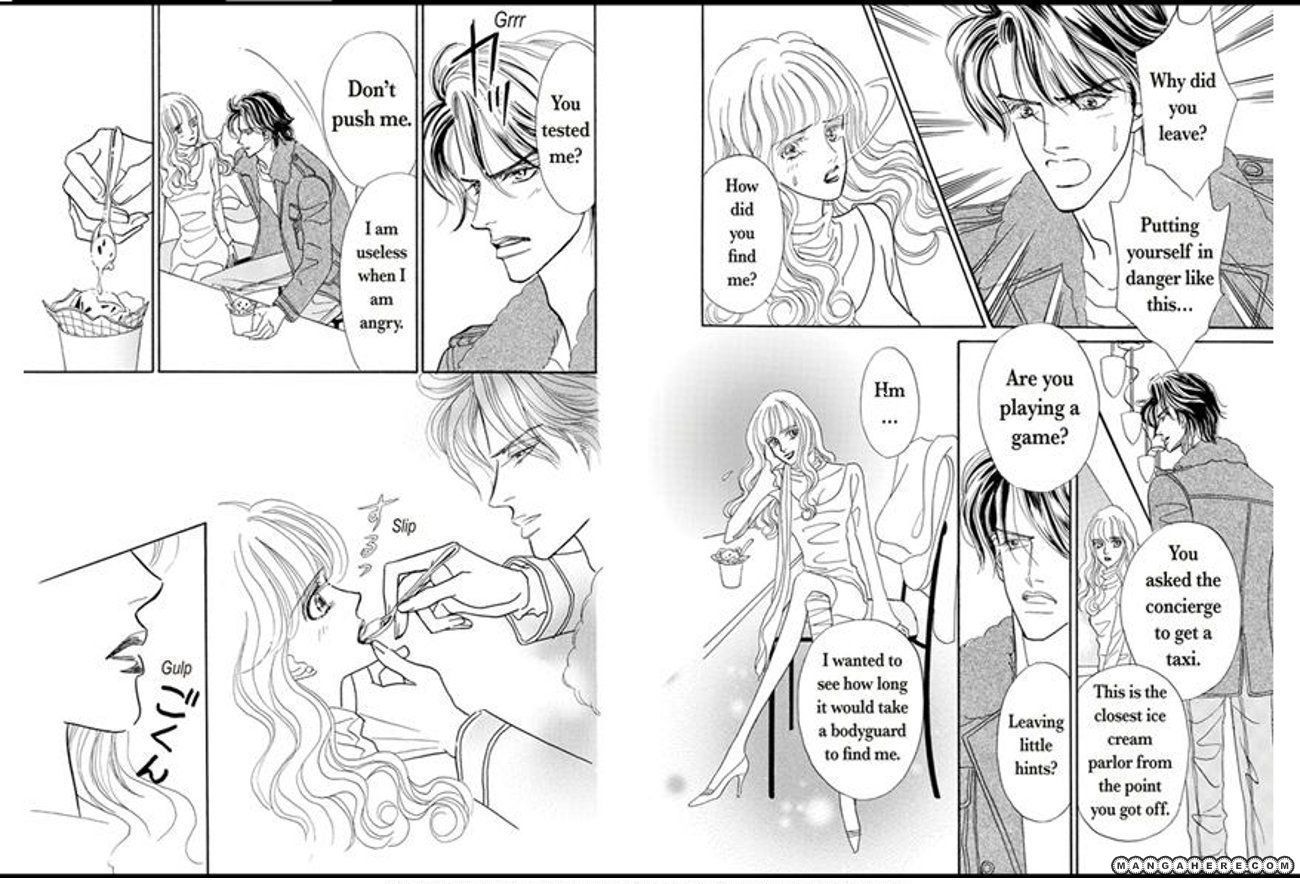 Why did
you
leave?
Putting
yourself in
danger like
this...
How
did
you
find
me?
You
asked the
concierge
to get a
taxi.
This is the
closest ice
cream
parlor from
the point
you got off.
Are you
playing a
game?
Leaving
little
hints?
Hm
...
I wanted to
see how long
it would take
a bodyguard
to find me.
Grrr
You
tested
me?
Don't
push me.
I am
useless
when I
am
angry.
Slip
する
Gulp
ごくん
MANGAHERE.COM